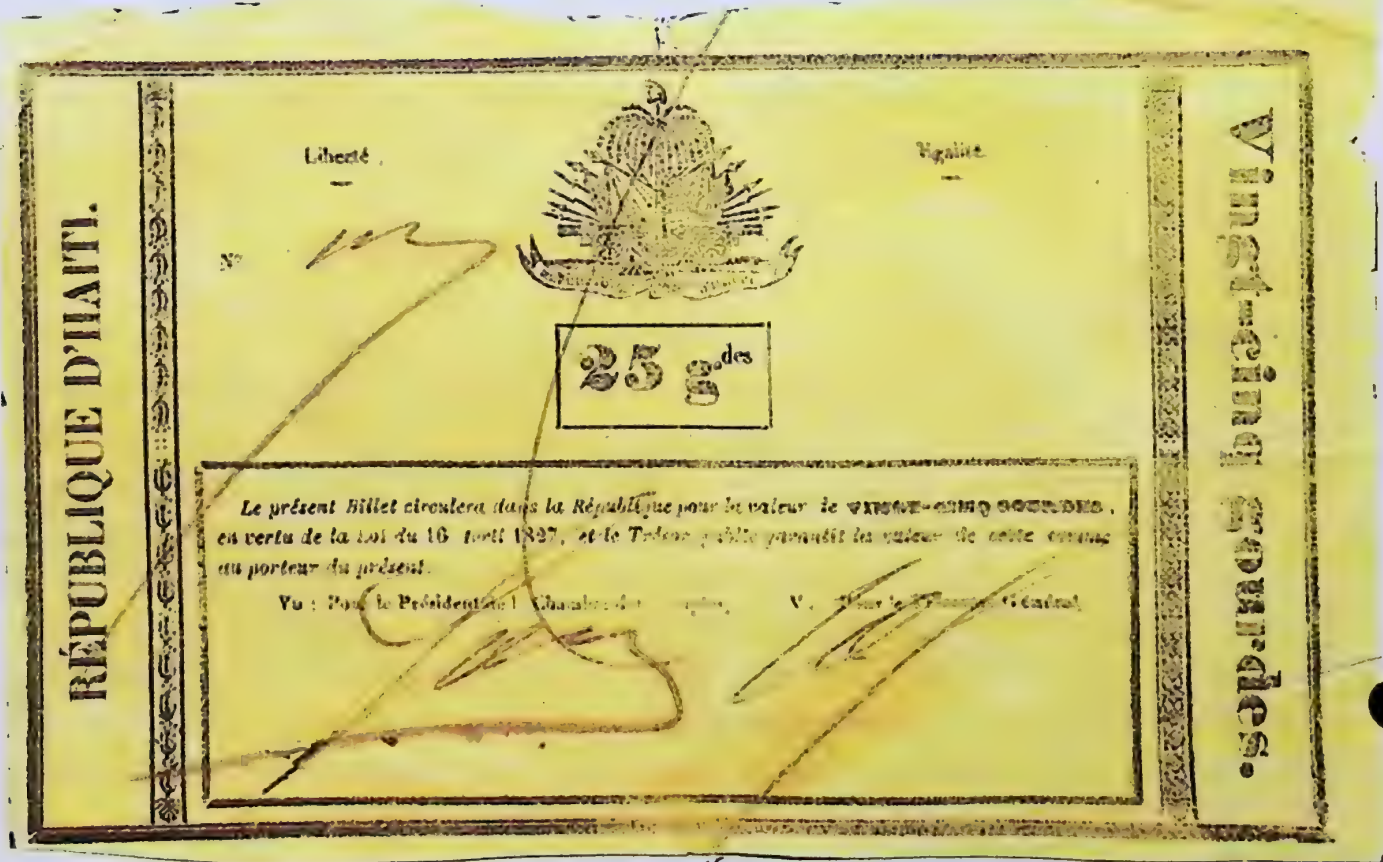 RÉPUBLIQUE D'HAITI.
Liberté.
Egalité.
N°
25 g.des
Le présent Billet circulera dans la République pour la valeur de VINGT-CINQ GOURDES,
en vertu de la Loi du 16 Avril 1827, et le Trésor public garantit la valeur de cette somme
au porteur du présent.
Vu : Pour le Président de la Chambre des Comptes, V. Pour le Trésorier Général,
Vingt-cinq gourdes.